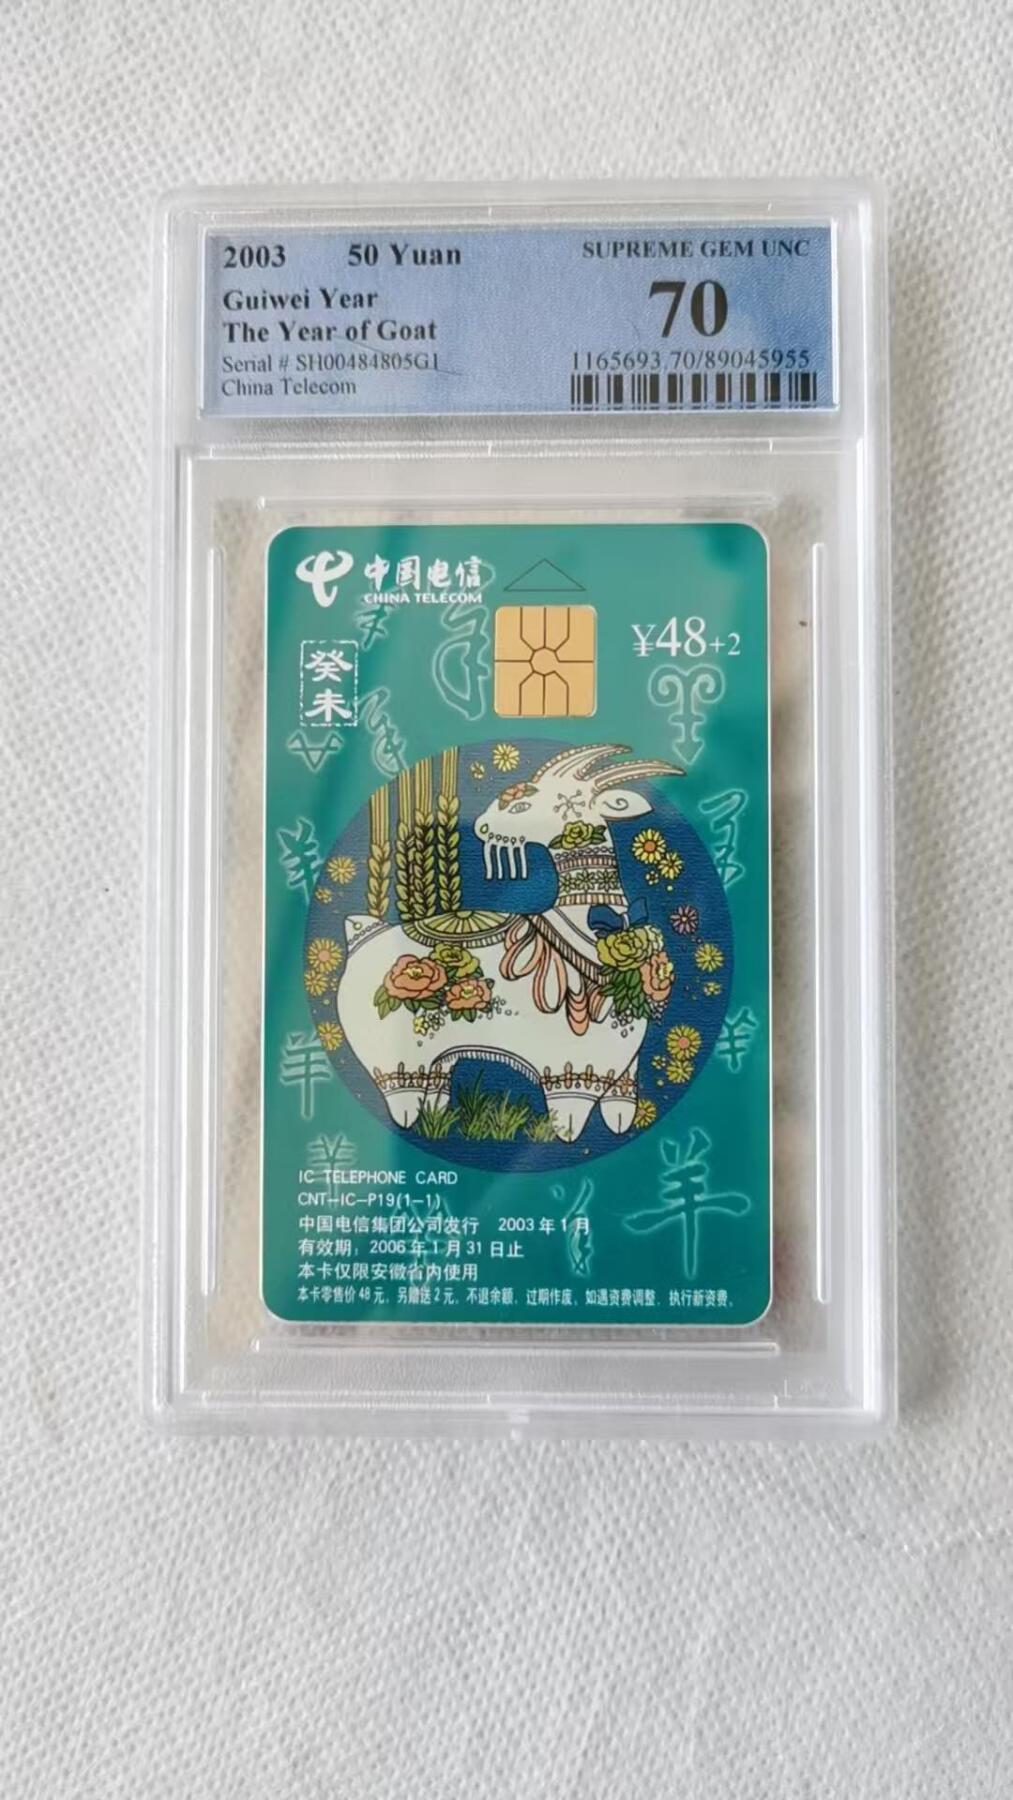 2003 50 Yuan
SUPREME GEM UNC
Guiwei Year
70
The Year of Goat
Serial # SH00484805G1
1165693.70/89045955
China Telecom
中国电信
CHINA TELECOM
¥48+2
癸
未
羊
羊
羊
羊
羊
IC TELEPHONE CARD
CNT-IC-P19(1-1)
中国电信集团公司发行 2003年1月
有效期：2006年1月31日止
本卡仅限安徽省内使用
本卡零售价48元，另赠送2元，不退余额，过期作废，如遇资费调整，执行新资费。